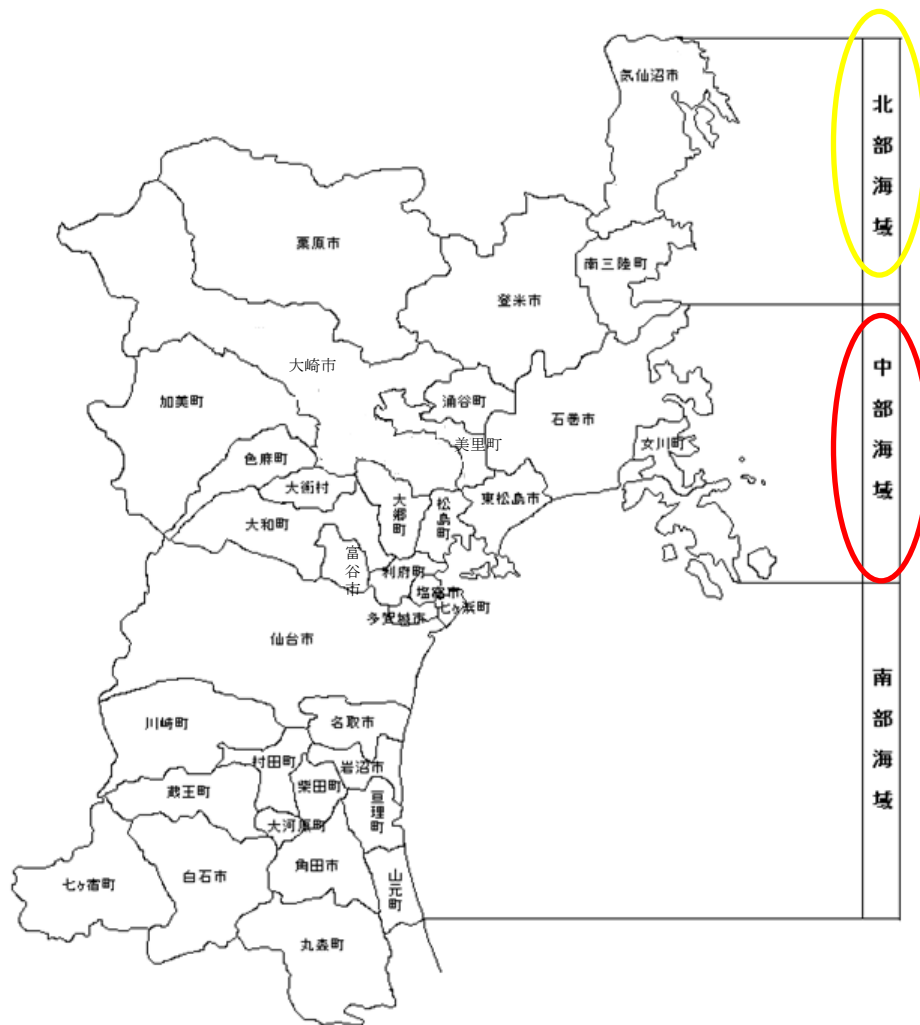 気仙沼市
北部海域
栗原市
南三陸町
登米市
大崎市
中部海域
加美町
涌谷町
石巻市
美里町
女川町
色麻町
大衡村
大郷町
松島町
東松島市
大和町
富谷市
利府町
塩竈市
七ヶ浜町
多賀城市
仙台市
南部海域
川崎町
名取市
村田町
岩沼市
柴田町
蔵王町
亘理町
大河原町
角田市
白石市
七ヶ宿町
山元町
丸森町